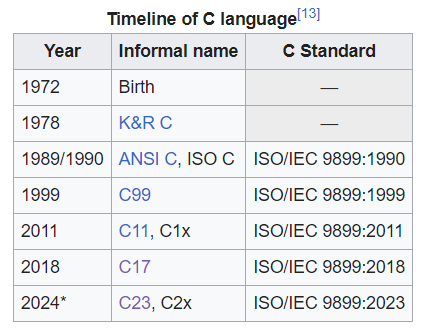 Timeline of C language[13]
Year Informal name C Standard
1972 Birth —
1978 K&R C —
1989/1990 ANSI C, ISO C ISO/IEC 9899:1990
1999 C99 ISO/IEC 9899:1999
2011 C11, C1x ISO/IEC 9899:2011
2018 C17 ISO/IEC 9899:2018
2024* C23, C2x ISO/IEC 9899:2023